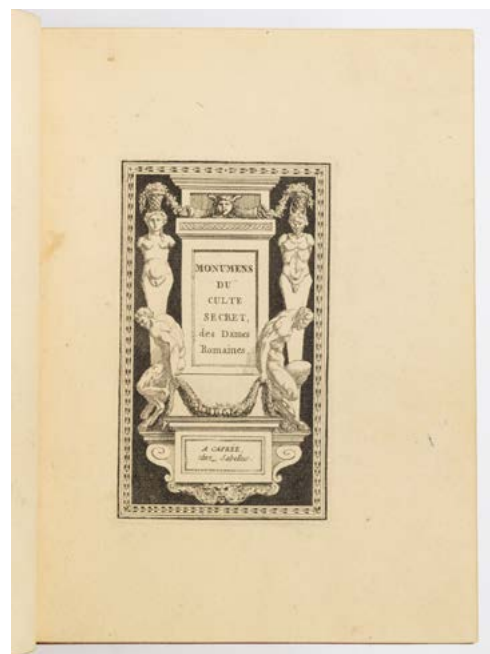 MONUMENS
DU
CULTE
SECRET,
des Dames
Romaines.
A CAPRÉE,
chez Sabellus.